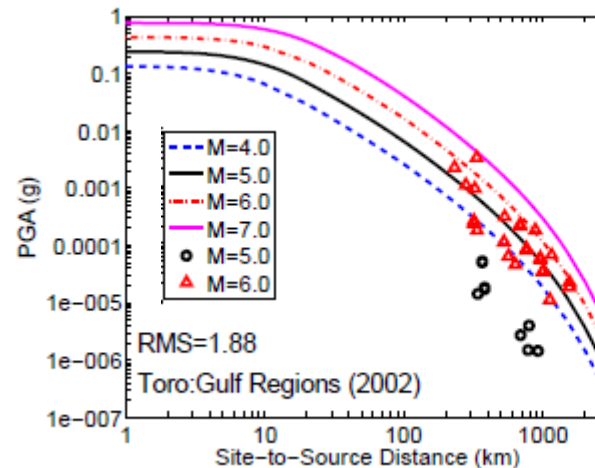 1
0.1
0.01
0.001
0.0001
1e-005
1e-006
1e-007
PGA (g)
M=4.0
M=5.0
M=6.0
M=7.0
M=5.0
M=6.0
RMS=1.88
Toro:Gulf Regions (2002)
1 10 100 1000
Site-to-Source Distance (km)